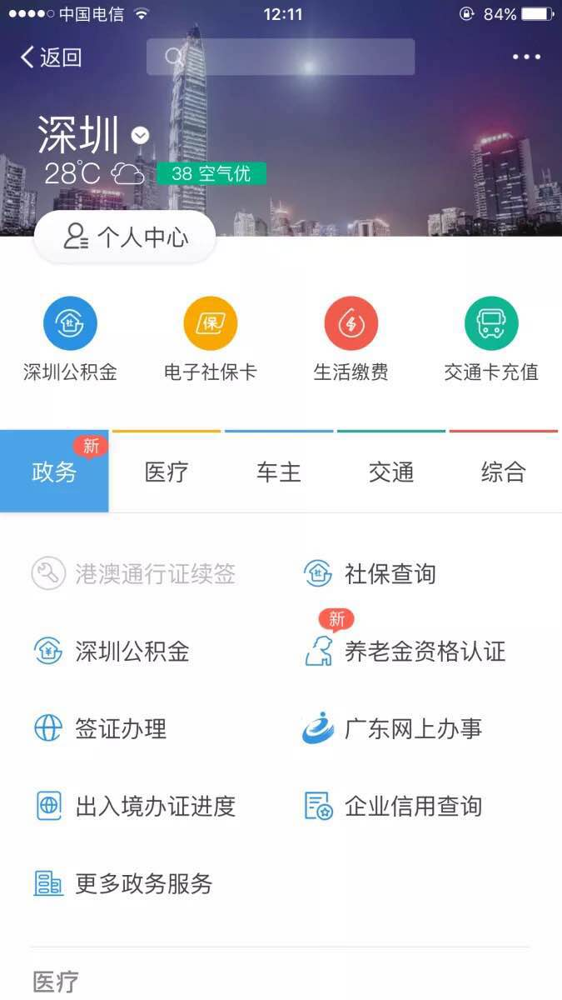 中国电信 12:11 84%
返回
深圳
28℃ 38 空气优
个人中心
深圳公积金 电子社保卡 生活缴费 交通卡充值
新
政务 医疗 车主 交通 综合
港澳通行证续签 社保查询
新
深圳公积金 养老金资格认证
签证办理 广东网上办事
出入境办证进度 企业信用查询
更多政务服务
医疗